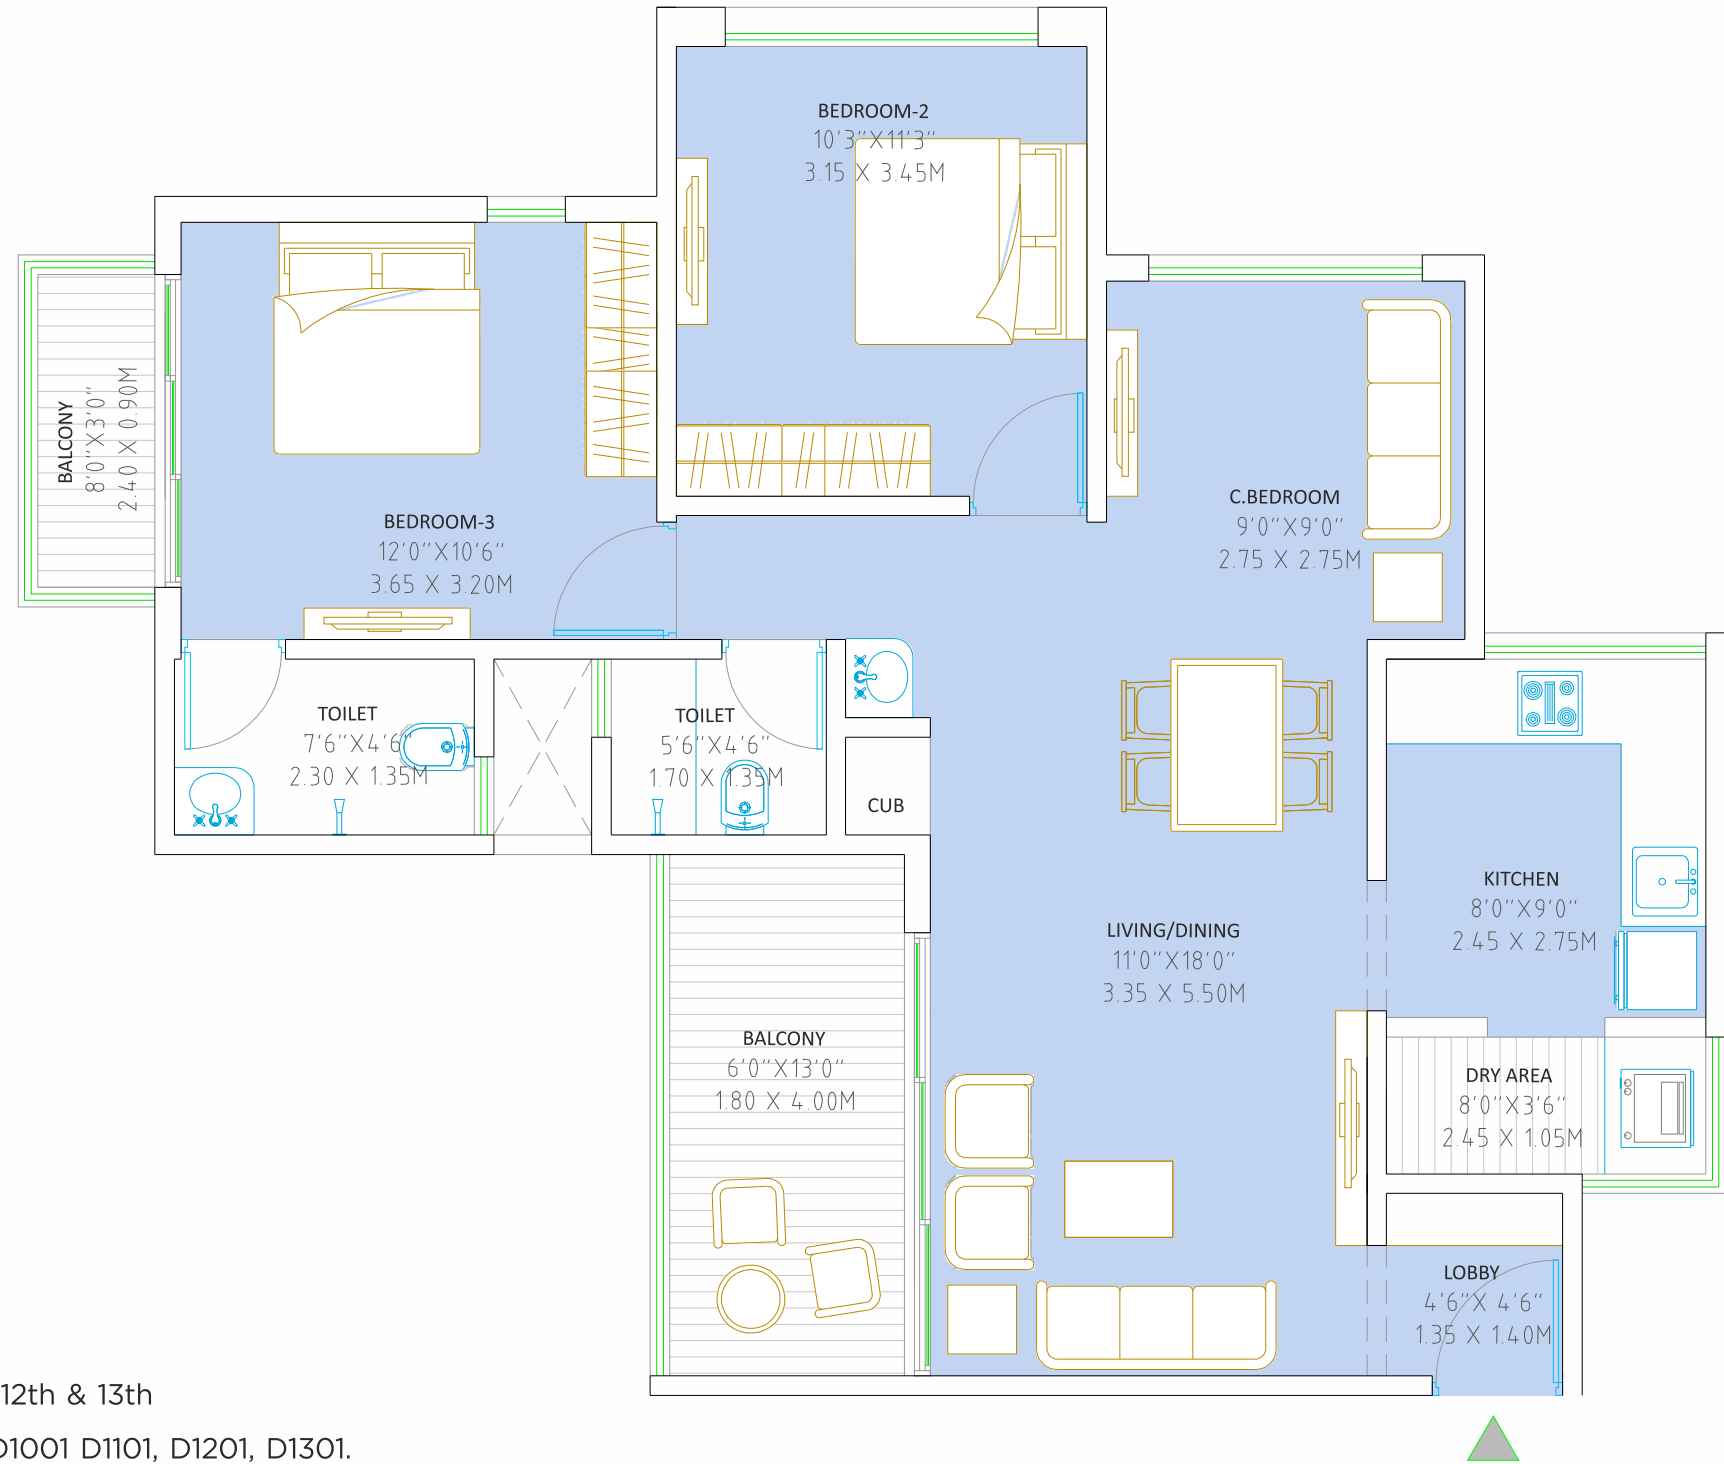 BEDROOM-2
10'3"X11'3"
3.15 X 3.45M
BALCONY
8'0"X3'0"
2.40 X 0.90M
BEDROOM-3
12'0"X10'6"
3.65 X 3.20M
C.BEDROOM
9'0"X9'0"
2.75 X 2.75M
TOILET
7'6"X4'6"
2.30 X 1.35M
TOILET
5'6"X4'6"
1.70 X 1.35M
CUB
KITCHEN
8'0"X9'0"
2.45 X 2.75M
LIVING/DINING
11'0"X18'0"
3.35 X 5.50M
BALCONY
6'0"X13'0"
1.80 X 4.00M
DRY AREA
8'0"X3'6"
2.45 X 1.05M
LOBBY
4'6"X 4'6"
1.35 X 1.40M
12th & 13th
D1001 D1101, D1201, D1301.